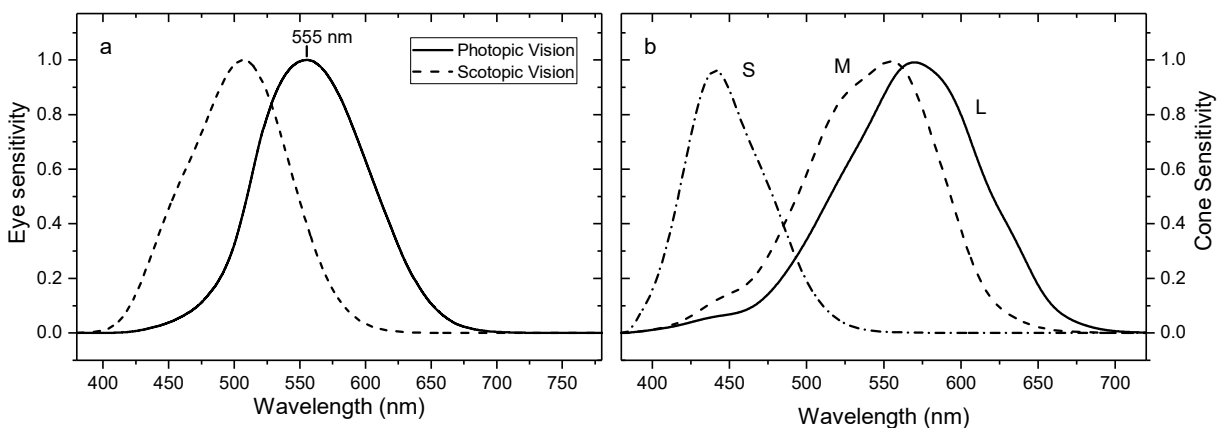 a
555 nm
Photopic Vision
Scotopic Vision
Eye sensitivity
0.0
0.2
0.4
0.6
0.8
1.0
400 450 500 550 600 650 700 750
Wavelength (nm)
b
S
M
L
Cone Sensitivity
0.0
0.2
0.4
0.6
0.8
1.0
400 450 500 550 600 650 700
Wavelength (nm)